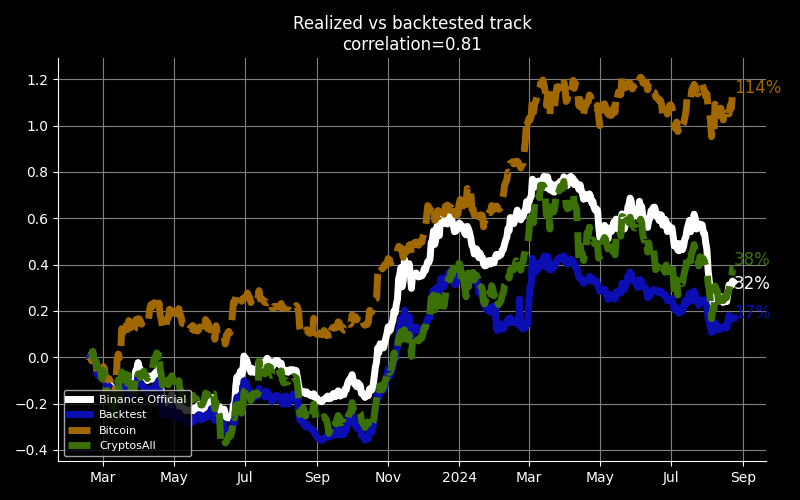 Realized vs backtested track
correlation=0.81
1.2
1.0
0.8
0.6
0.4
0.2
0.0
−0.2
−0.4
114%
38%
32%
17%
Binance Official
Backtest
Bitcoin
CryptosAll
Mar May Jul Sep Nov 2024 Mar May Jul Sep